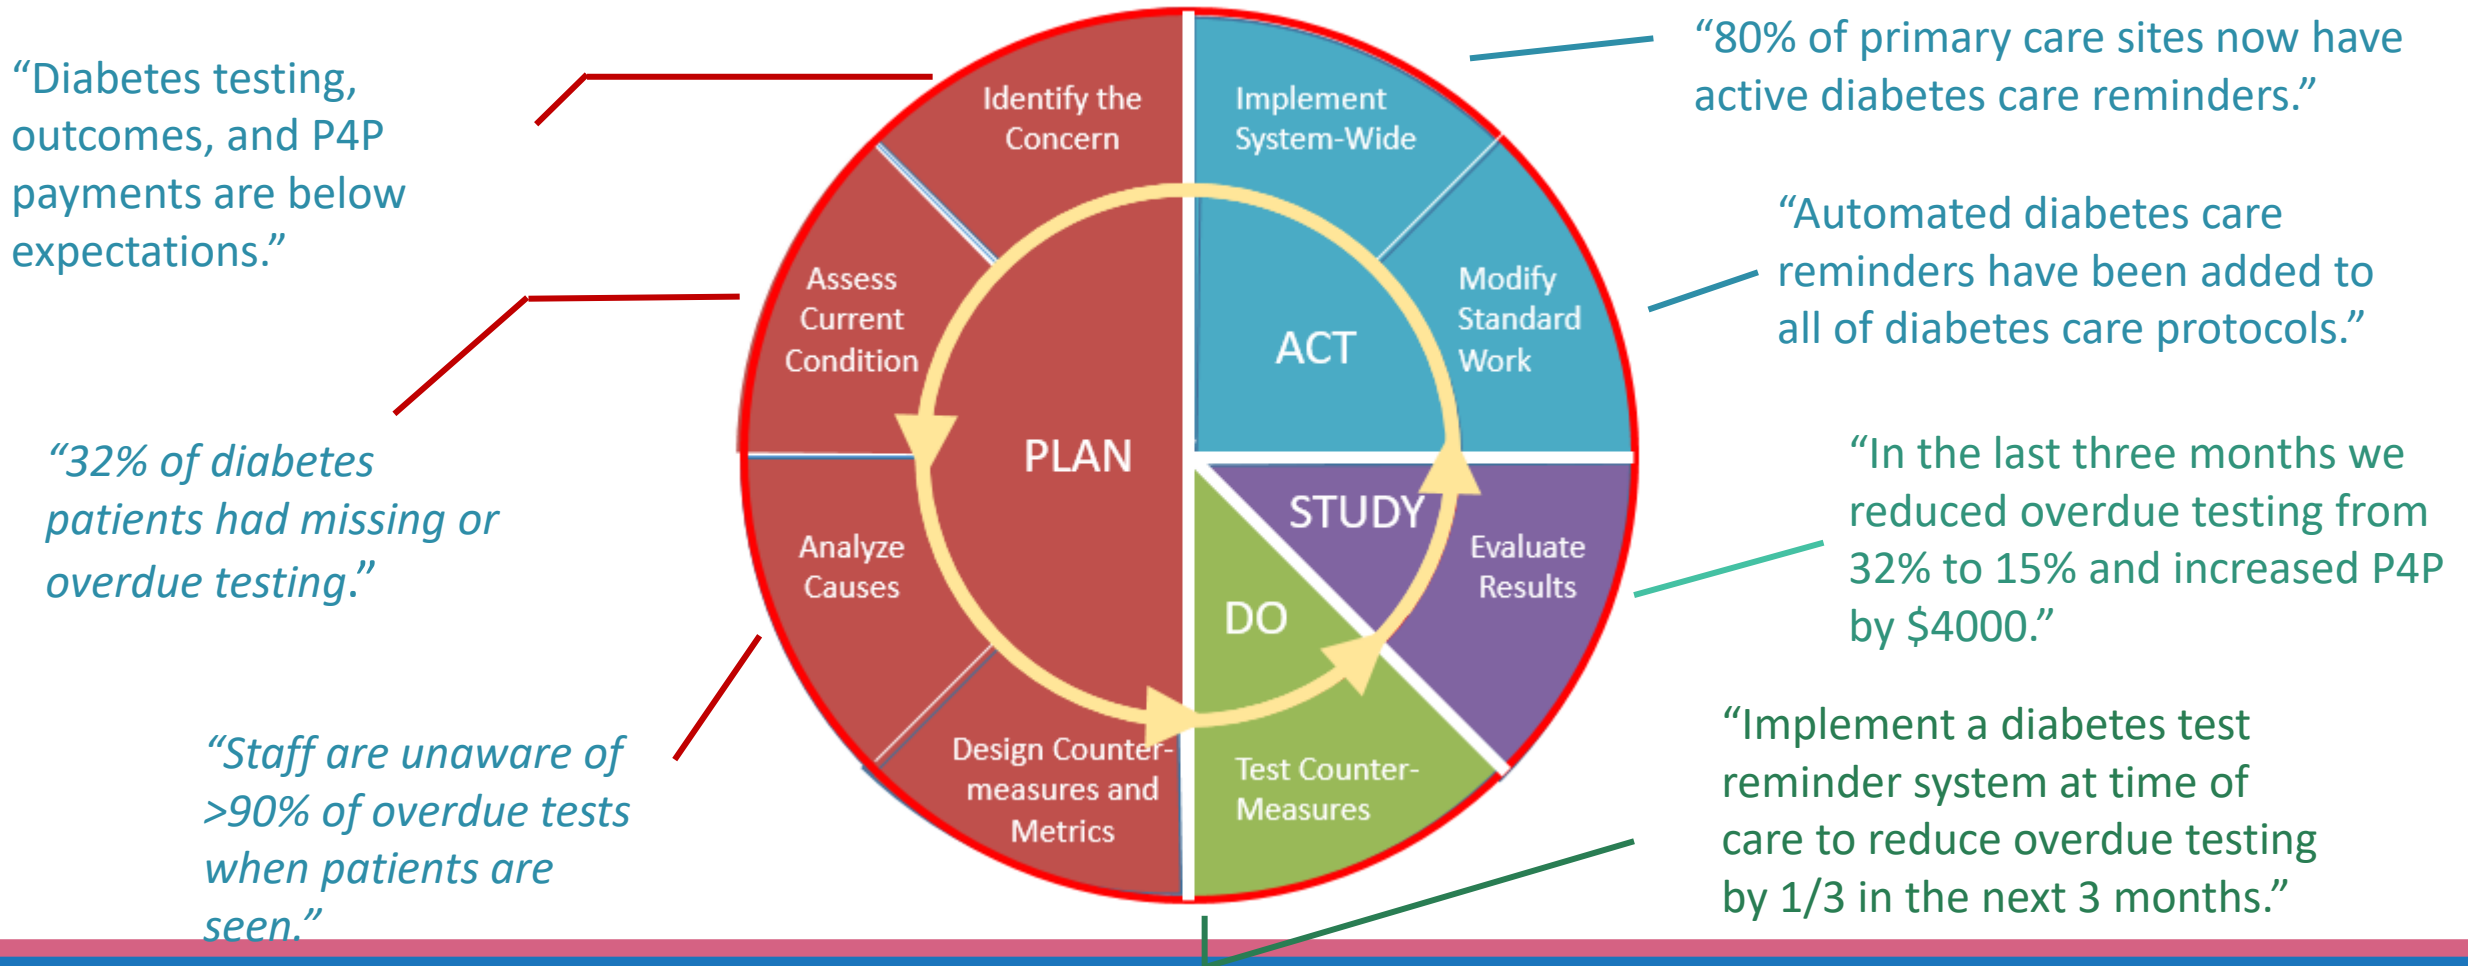 “Diabetes testing,
outcomes, and P4P
payments are below
expectations.”
“32% of diabetes
patients had missing or
overdue testing.”
“Staff are unaware of
>90% of overdue tests
when patients are
seen.”
Identify the
Concern
Assess
Current
Condition
Analyze
Causes
Design Counter-
measures and
Metrics
PLAN
Implement
System-Wide
Modify
Standard
Work
ACT
STUDY
Evaluate
Results
DO
Test Counter-
Measures
“80% of primary care sites now have
active diabetes care reminders.”
“Automated diabetes care
reminders have been added to
all of diabetes care protocols.”
“In the last three months we
reduced overdue testing from
32% to 15% and increased P4P
by $4000.”
“Implement a diabetes test
reminder system at time of
care to reduce overdue testing
by 1/3 in the next 3 months.”